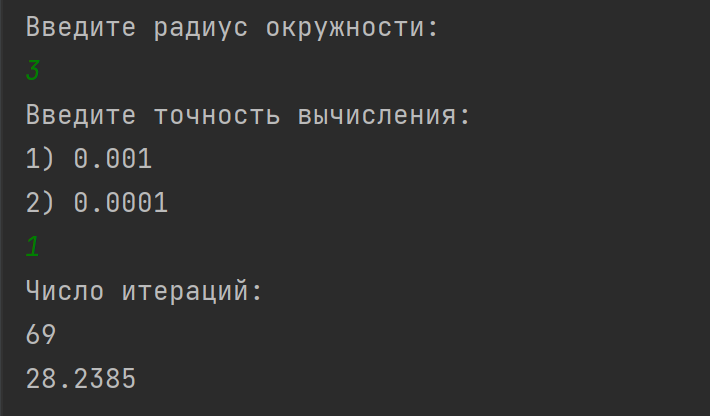 Введите радиус окружности:
3
Введите точность вычисления:
1) 0.001
2) 0.0001
1
Число итераций:
69
28.2385